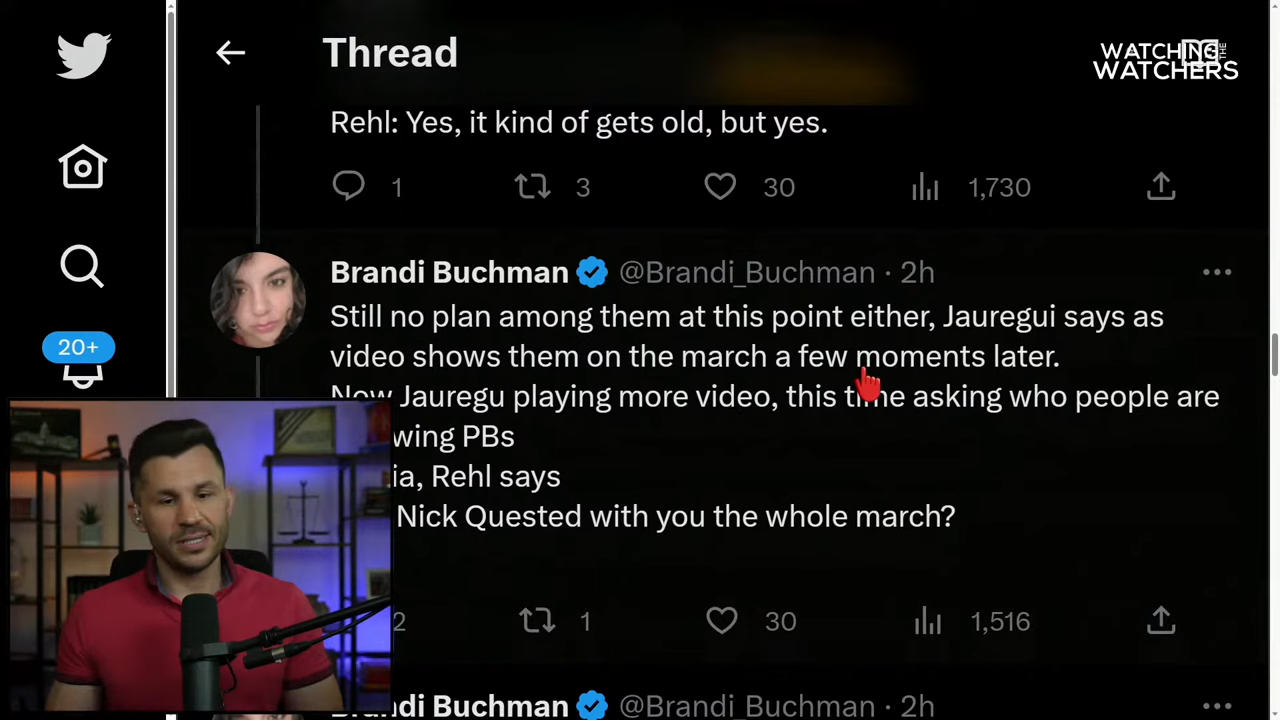 Thread
WATCHING THE
WATCHERS
Rehl: Yes, it kind of gets old, but yes.
1 3 30 1,730
Brandi Buchman @Brandi_Buchman · 2h
Still no plan among them at this point either, Jauregui says as
video shows them on the march a few moments later.
Now Jauregu playing more video, this time asking who people are
wing PBs
ia, Rehl says
Nick Quested with you the whole march?
20+
2 1 30 1,516
Brandi Buchman @Brandi_Buchman · 2h